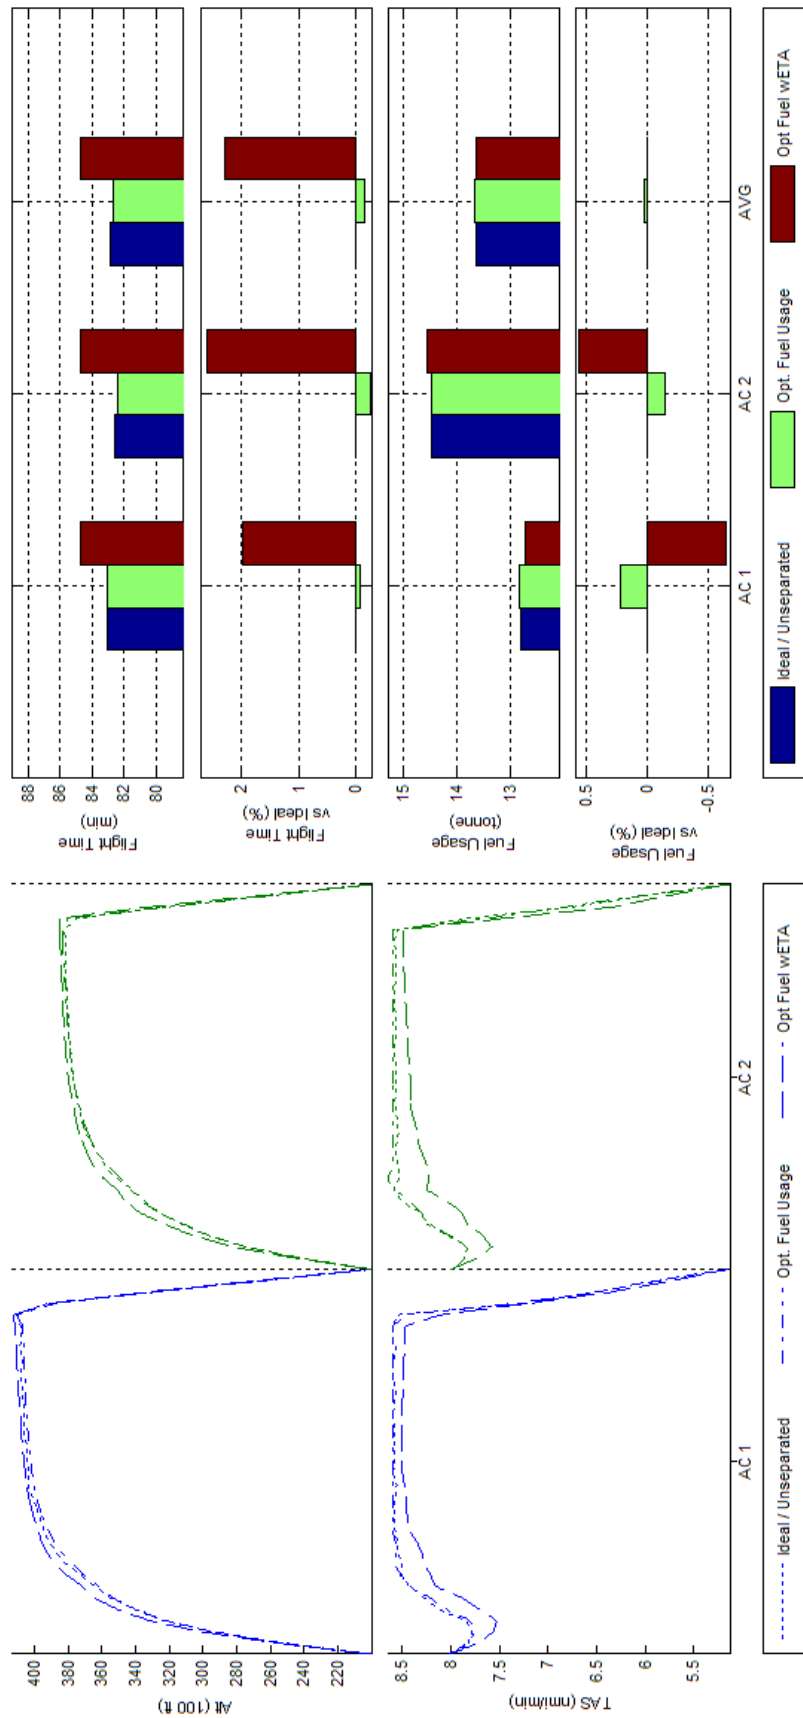 400
380
360
340
320
300
280
260
240
220
200
Alt (100 ft)
8.5
8
7.5
7
6.5
6
5.5
TAS (nmi/min)
AC 1
AC 2
Ideal / Unseparated
Opt. Fuel Usage
Opt Fuel wETA
88
86
84
82
80
Flight Time
(min)
2
1
0
Flight Time
vs Ideal (%)
15
14
13
Fuel Usage
(tonne)
0.5
0
-0.5
Fuel Usage
vs Ideal (%)
AC 1
AC 2
AVG
Ideal / Unseparated
Opt. Fuel Usage
Opt Fuel wETA